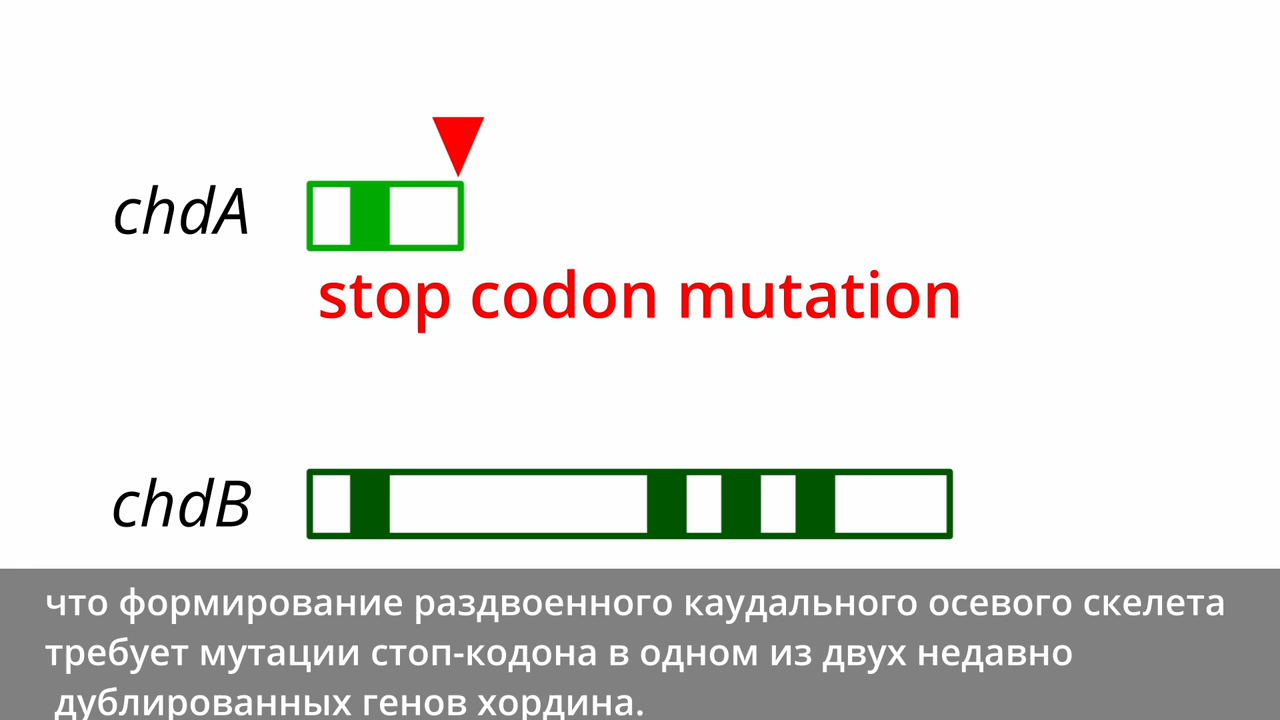 chdA
stop codon mutation
chdB
что формирование раздвоенного каудального осевого скелета
требует мутации стоп-кодона в одном из двух недавно
дублированных генов хордина.